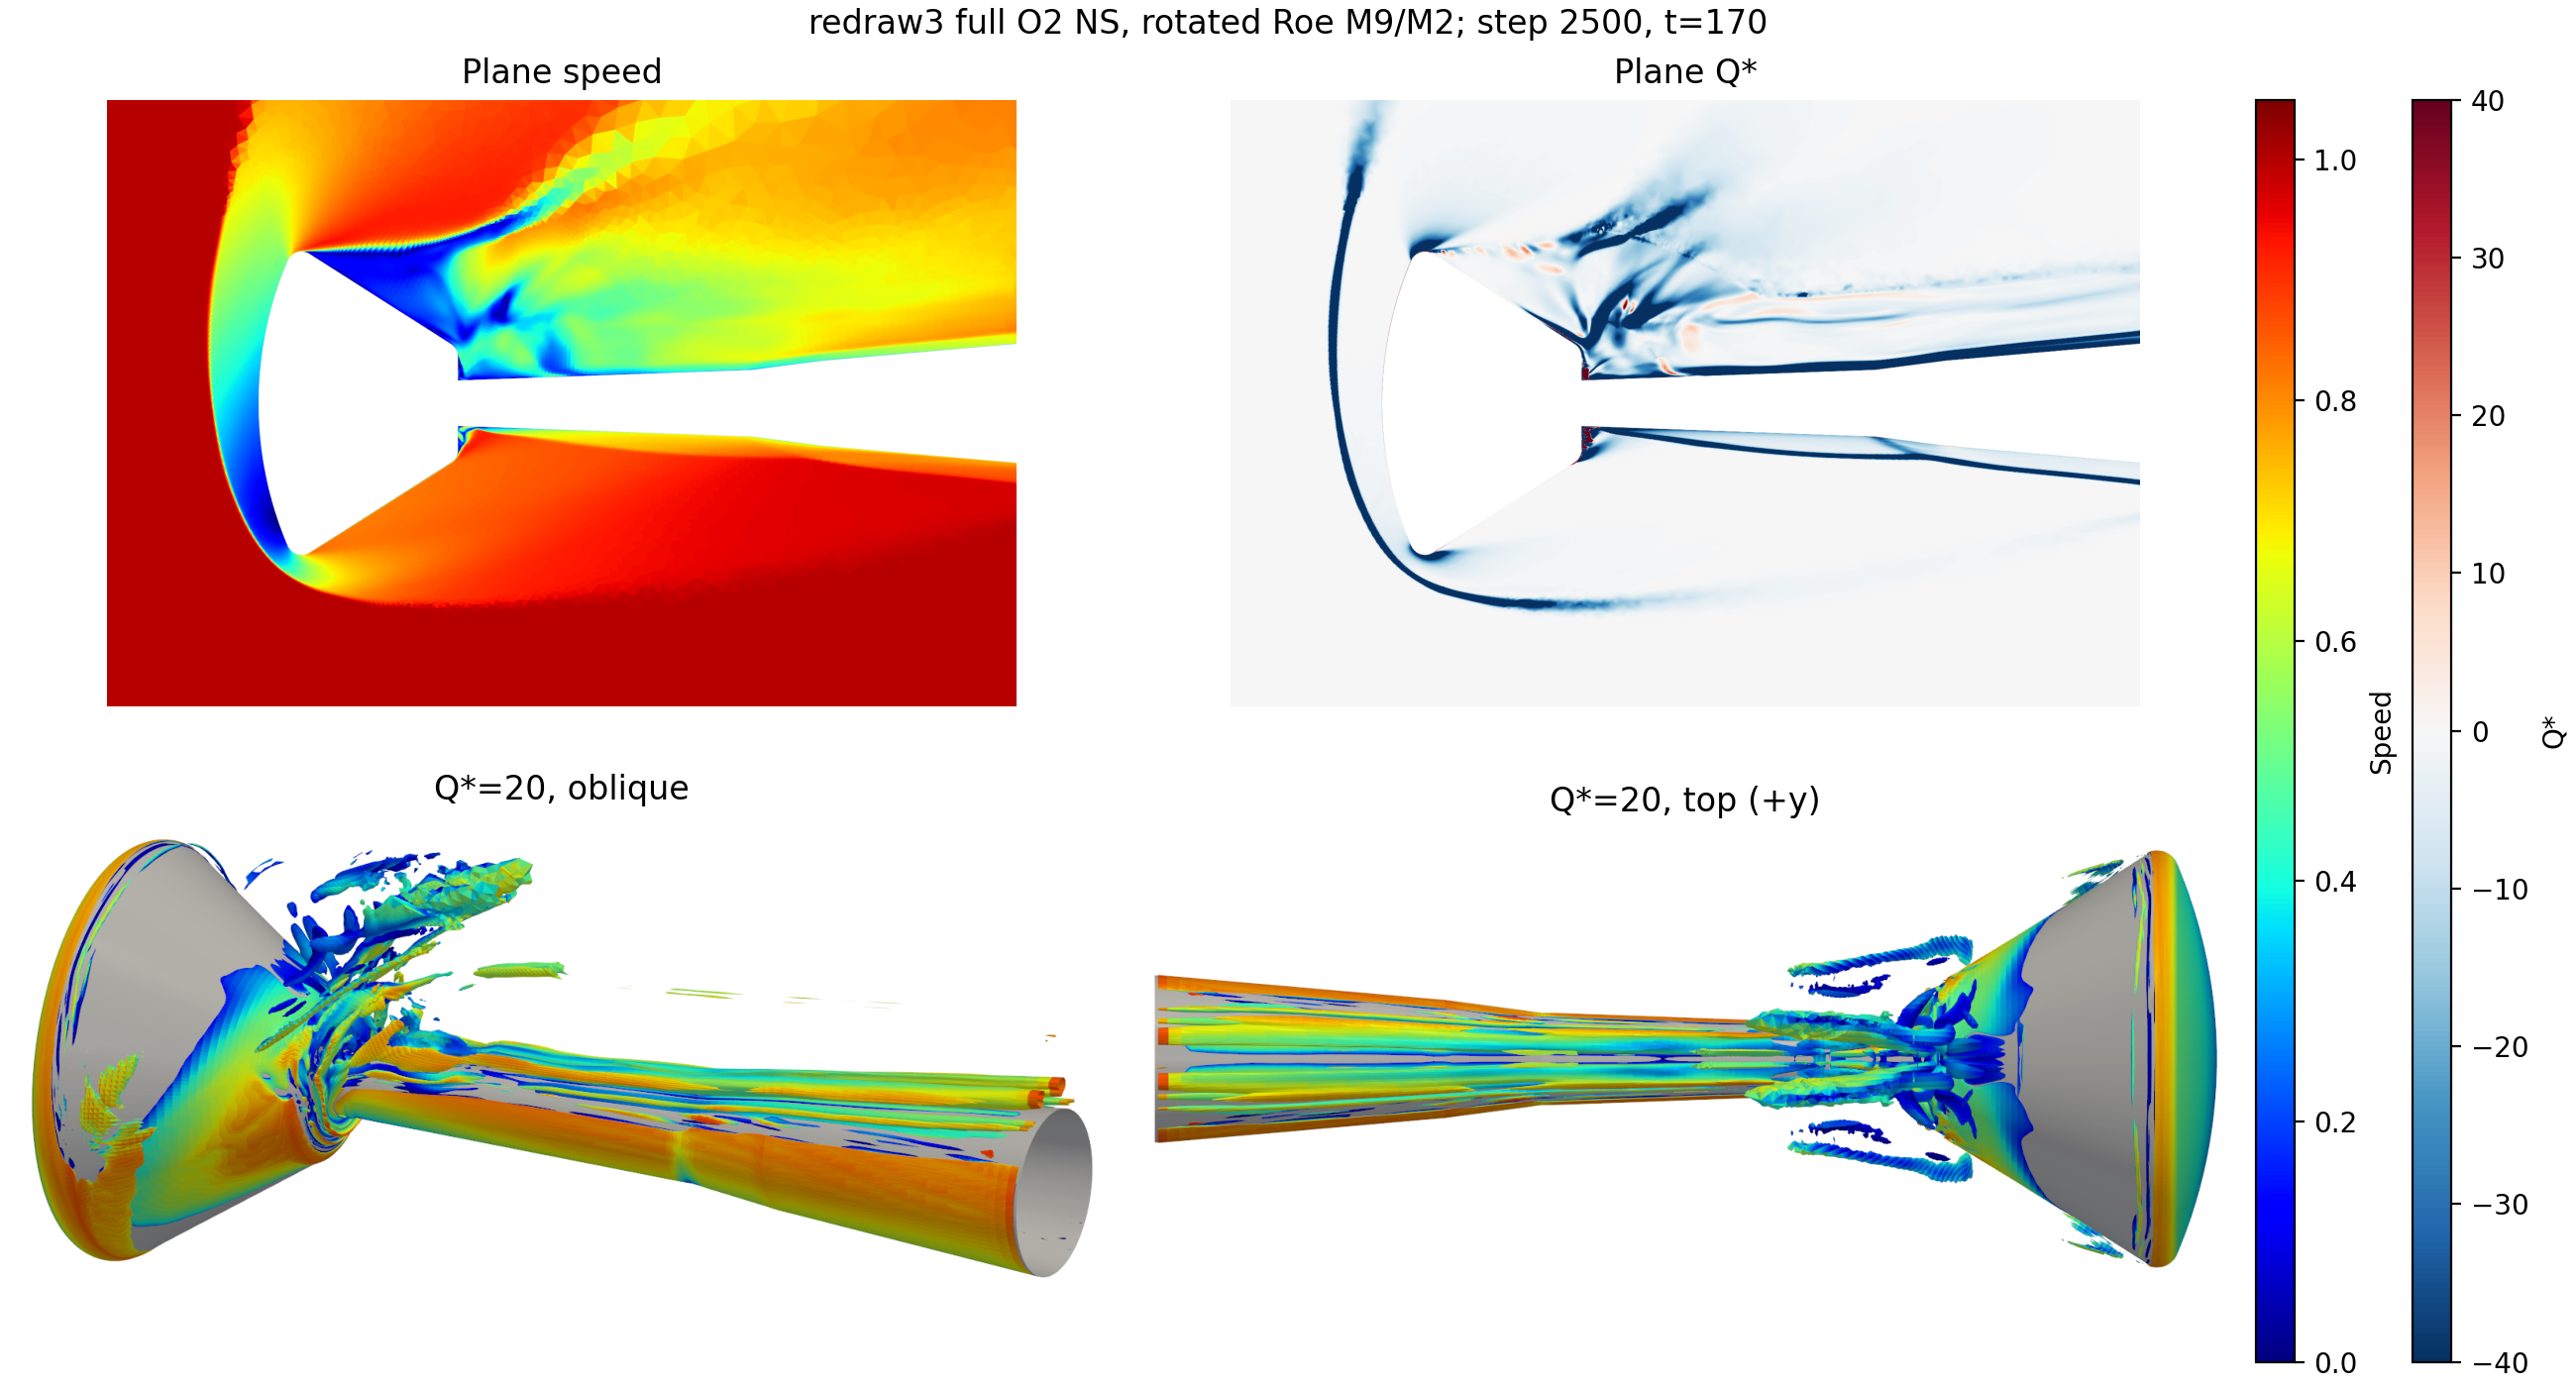 redraw3 full O2 NS, rotated Roe M9/M2; step 2500, t=170
Plane speed
Plane Q*
Q*=20, oblique
Q*=20, top (+y)
1.0
0.8
0.6
0.4
0.2
0.0
Speed
40
30
20
10
0
−10
−20
−30
−40
Q*